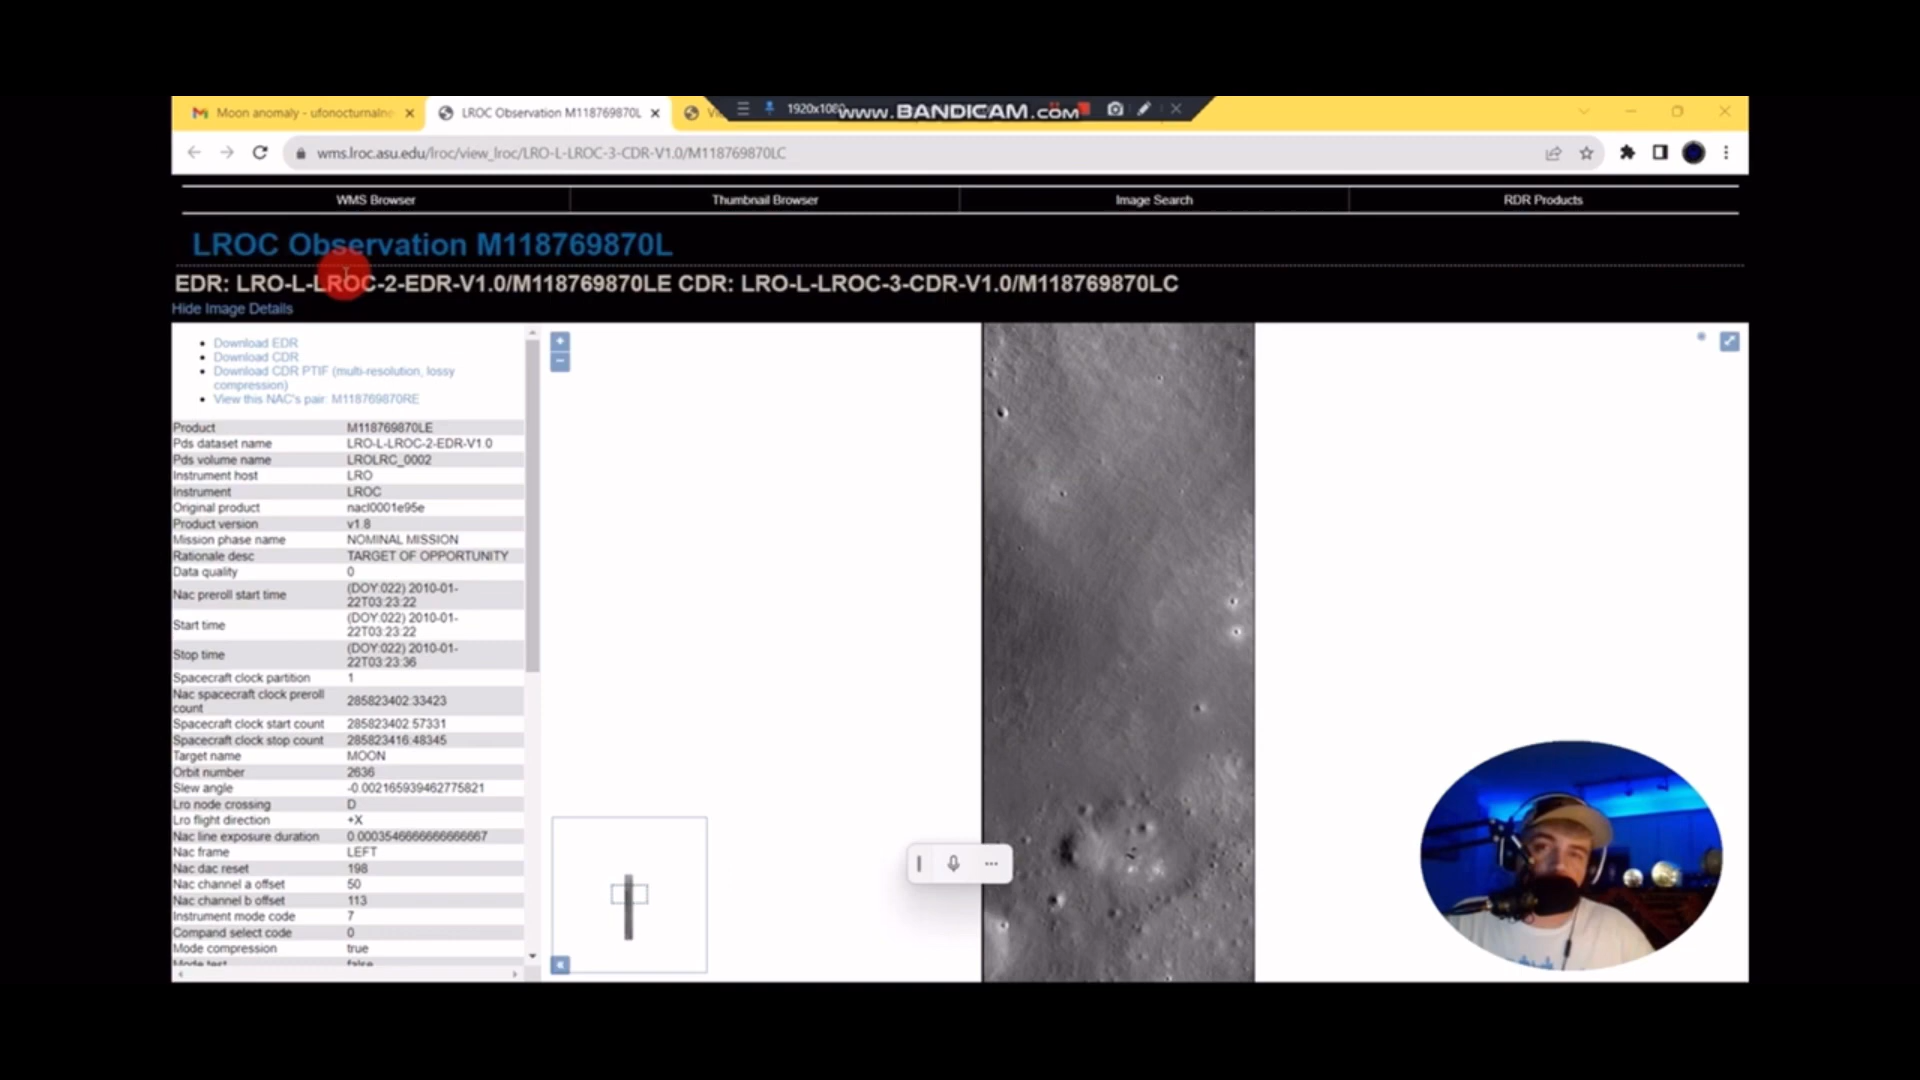 Moon anomaly - ufonocturnalne
LROC Observation M118769870L
1920x1080
www.BANDICAM.com
wms.lroc.asu.edu/lroc/view_lroc/LRO-L-LROC-3-CDR-V1.0/M118769870LC
WMS Browser
Thumbnail Browser
Image Search
RDR Products
LROC Observation M118769870L
EDR: LRO-L-LROC-2-EDR-V1.0/M118769870LE CDR: LRO-L-LROC-3-CDR-V1.0/M118769870LC
Hide Image Details
Download EDR
Download CDR
Download CDR PTIF (multi-resolution, lossy
compression)
View this NAC's pair: M118769870RE
Product M118769870LE
Pds dataset name LRO-L-LROC-2-EDR-V1.0
Pds volume name LROLRC_0002
Instrument host LRO
Instrument LROC
Original product nacl0001e95e
Product version v1.8
Mission phase name NOMINAL MISSION
Rationale desc TARGET OF OPPORTUNITY
Data quality 0
Nac preroll start time (DOY:022) 2010-01-
22T03:23:22
Start time (DOY:022) 2010-01-
22T03:23:22
Stop time (DOY:022) 2010-01-
22T03:23:36
Spacecraft clock partition 1
Nac spacecraft clock preroll
count 285823402:33423
Spacecraft clock start count 285823402:57331
Spacecraft clock stop count 285823416:48345
Target name MOON
Orbit number 2636
Slew angle -0.002165939462775821
Lro node crossing D
Lro flight direction +X
Nac line exposure duration 0.0003546666666666667
Nac frame LEFT
Nac dac reset 198
Nac channel a offset 50
Nac channel b offset 113
Instrument mode code 7
Compand select code 0
Mode compression true
Mode test false